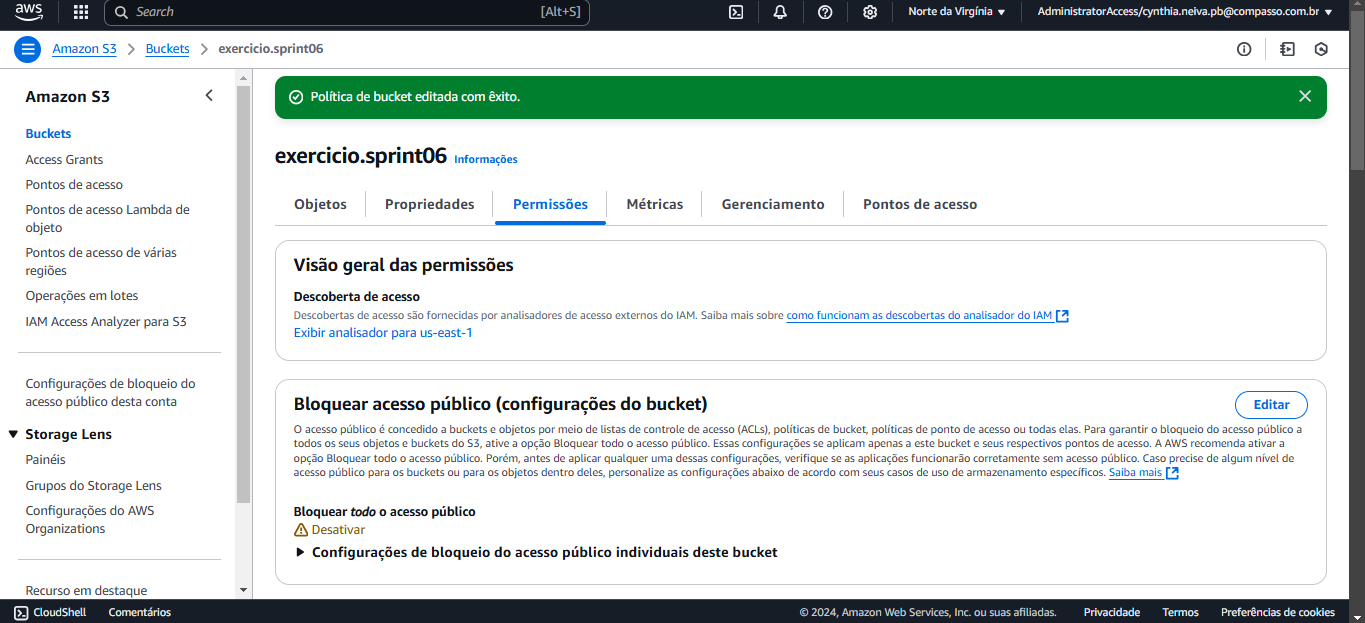 aws
Search
[Alt+S]
Norte da Virgínia
AdministratorAccess/cynthia.neiva.pb@compasso.com.br
Amazon S3
Buckets
exercicio.sprint06
Amazon S3
Buckets
Access Grants
Pontos de acesso
Pontos de acesso Lambda de
objeto
Pontos de acesso de várias
regiões
Operações em lotes
IAM Access Analyzer para S3
Configurações de bloqueio do
acesso público desta conta
Storage Lens
Painéis
Grupos do Storage Lens
Configurações do AWS
Organizations
Recurso em destaque
Política de bucket editada com êxito.
exercicio.sprint06 Informações
Objetos
Propriedades
Permissões
Métricas
Gerenciamento
Pontos de acesso
Visão geral das permissões
Descoberta de acesso
Descobertas de acesso são fornecidas por analisadores de acesso externos do IAM. Saiba mais sobre como funcionam as descobertas do analisador do IAM
Exibir analisador para us-east-1
Bloquear acesso público (configurações do bucket)
Editar
O acesso público é concedido a buckets e objetos por meio de listas de controle de acesso (ACLs), políticas de bucket, políticas de ponto de acesso ou todas elas. Para garantir o bloqueio do acesso público a
todos os seus objetos e buckets do S3, ative a opção Bloquear todo o acesso público. Essas configurações se aplicam apenas a este bucket e seus respectivos pontos de acesso. A AWS recomenda ativar a
opção Bloquear todo o acesso público. Porém, antes de aplicar qualquer uma dessas configurações, verifique se as aplicações funcionarão corretamente sem acesso público. Caso precise de algum nível de
acesso público para os buckets ou para os objetos dentro deles, personalize as configurações abaixo de acordo com seus casos de uso de armazenamento específicos. Saiba mais
Bloquear todo o acesso público
Desativar
Configurações de bloqueio do acesso público individuais deste bucket
CloudShell
Comentários
© 2024, Amazon Web Services, Inc. ou suas afiliadas.
Privacidade
Termos
Preferências de cookies